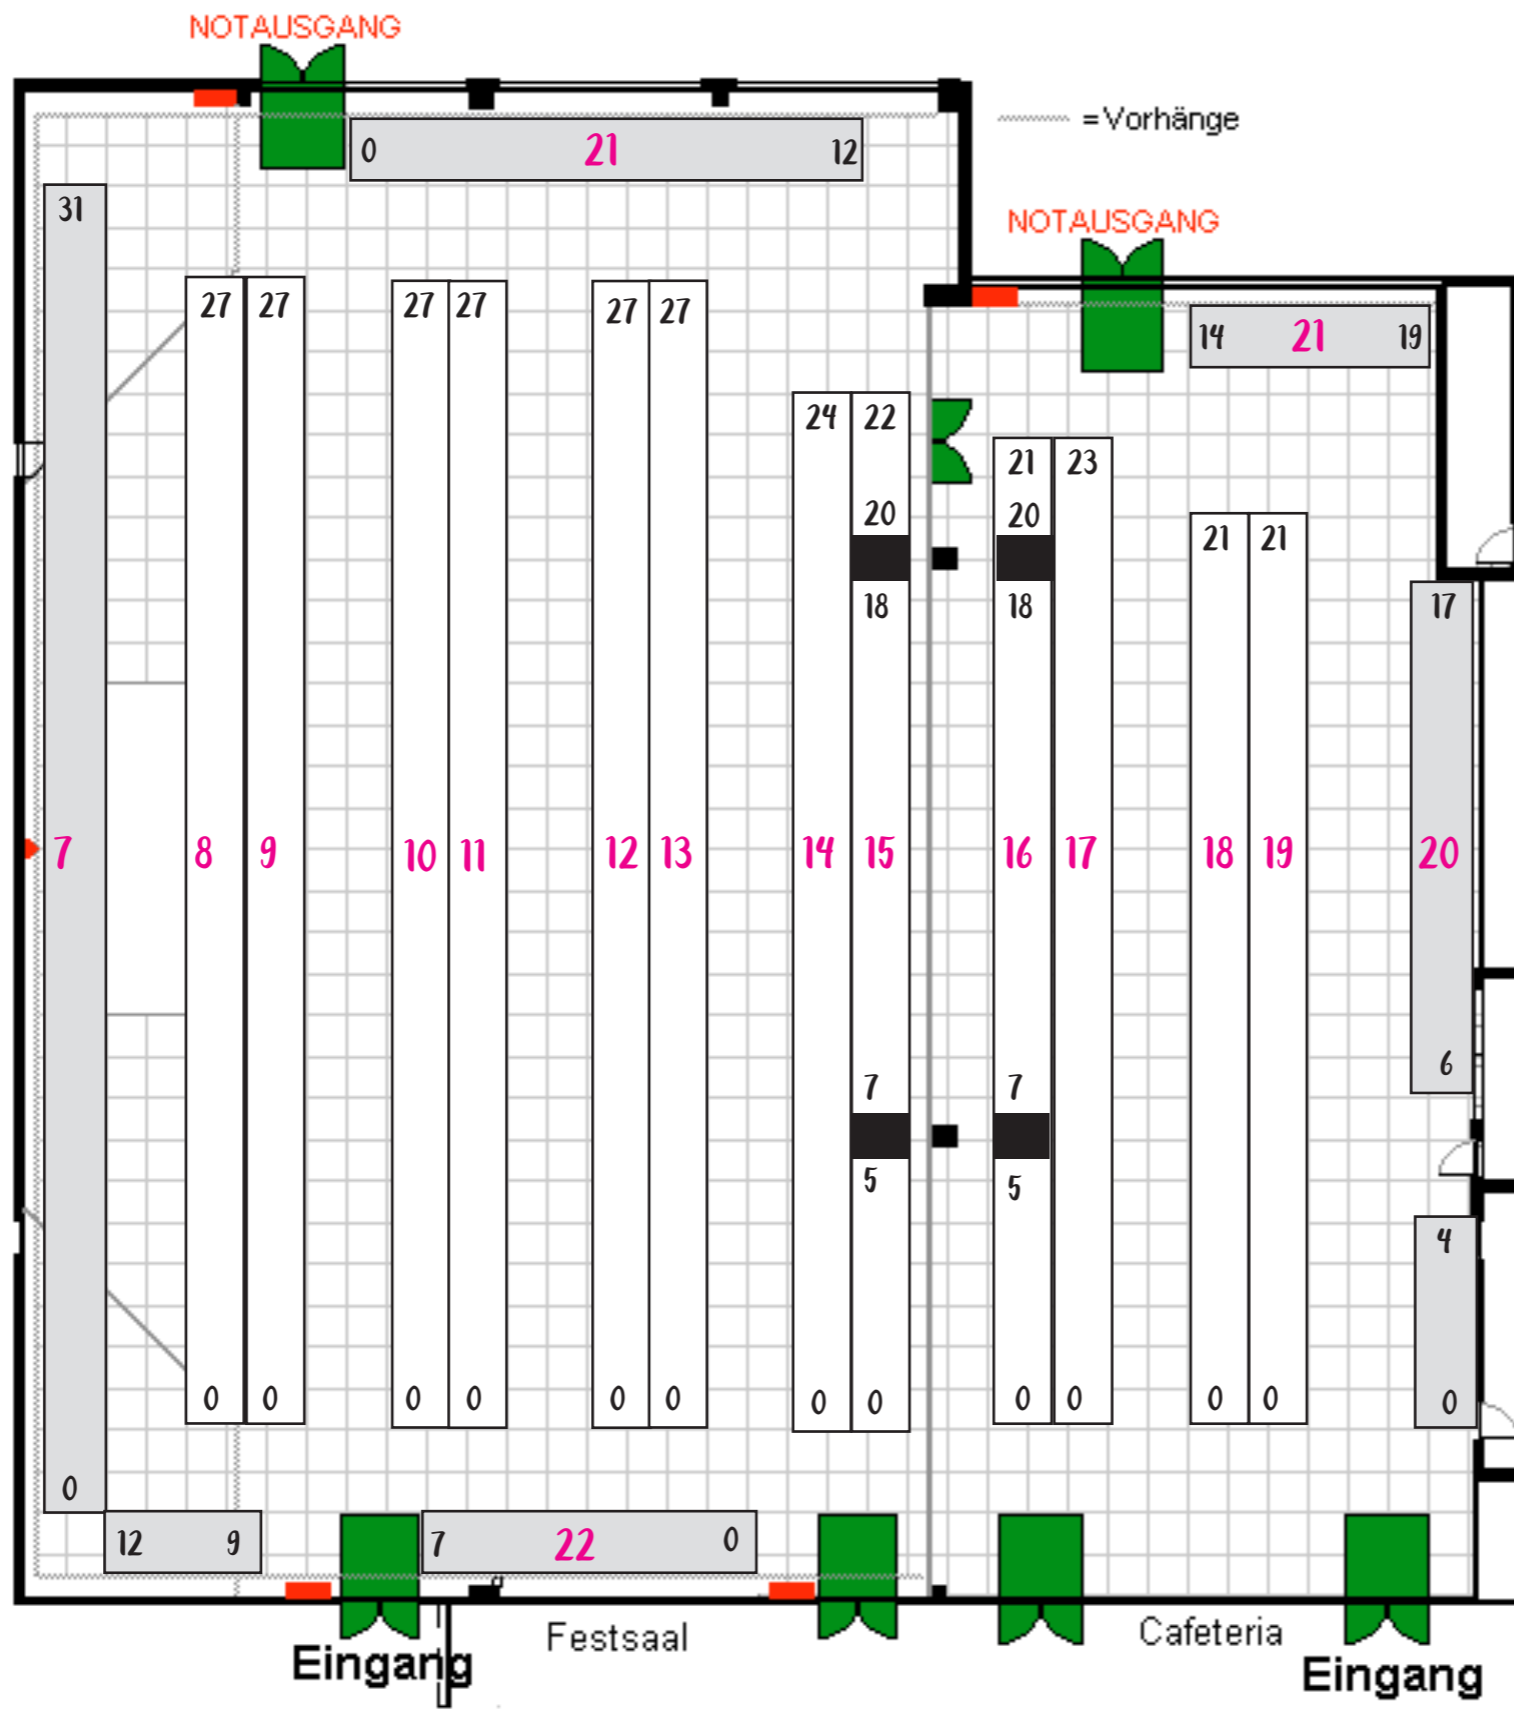 NOTAUSGANG
0 21 12
= Vorhänge
31
NOTAUSGANG
27 27 27 27 27 27
14 21 19
24 22
21 23
20 20
21 21
18 18
17
7 8 9 10 11 12 13 14 15 16 17 18 19 20
6
7 7
5 5
4
0 0 0 0 0 0 0 0 0 0 0 0 0
0
12 9 7 22 0
Festsaal
Cafeteria
Eingang
Eingang